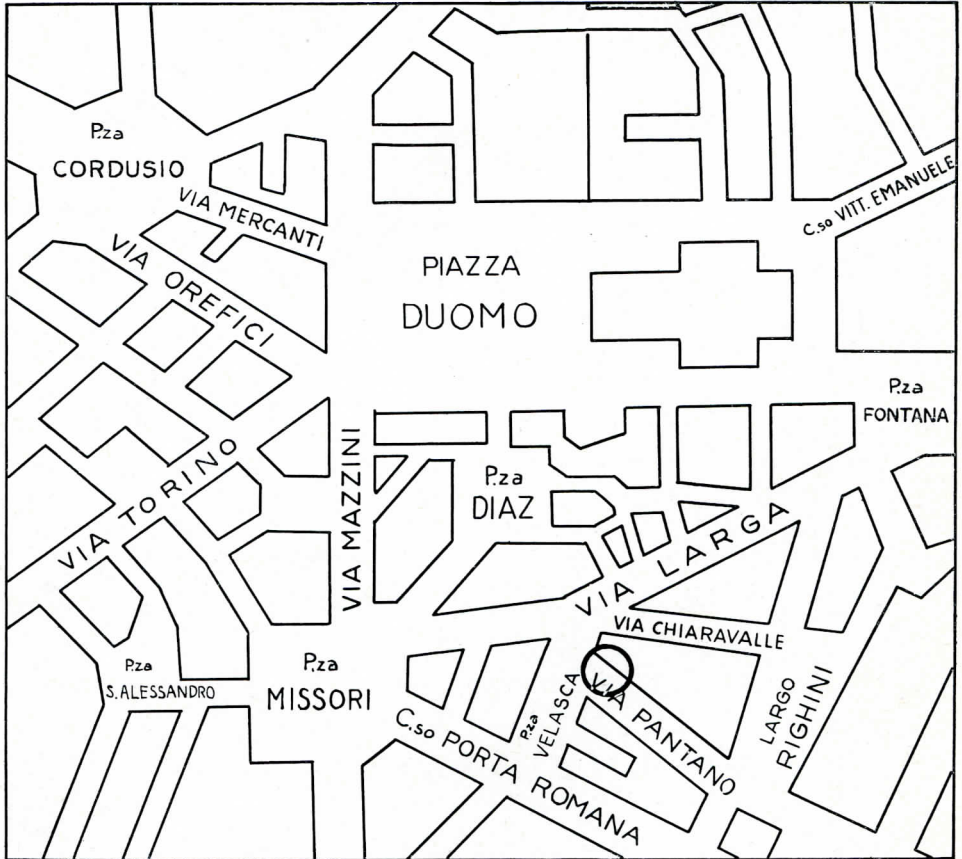 P.za
CORDUSIO
VIA MERCANTI
VIA OREFICI
PIAZZA
DUOMO
C.so VITT. EMANUELE
P.za
FONTANA
VIA TORINO
VIA MAZZINI
P.za
DIAZ
VIA LARGA
VIA CHIARAVALLE
P.za
S. ALESSANDRO
P.za
MISSORI
P.za
VELASCA
VIA PANTANO
LARGO
RIGHINI
C.so PORTA ROMANA